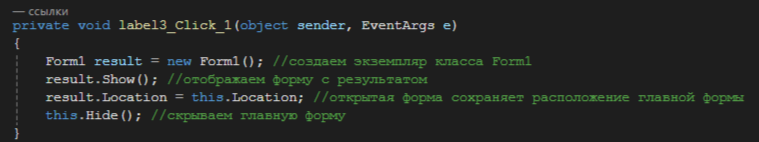 — ссылки
private void label3_Click_1(object sender, EventArgs e)
{
Form1 result = new Form1(); //создаем экземпляр класса Form1
result.Show(); //отображаем форму с результатом
result.Location = this.Location; //открытая форма сохраняет расположение главной формы
this.Hide(); //скрываем главную форму
}